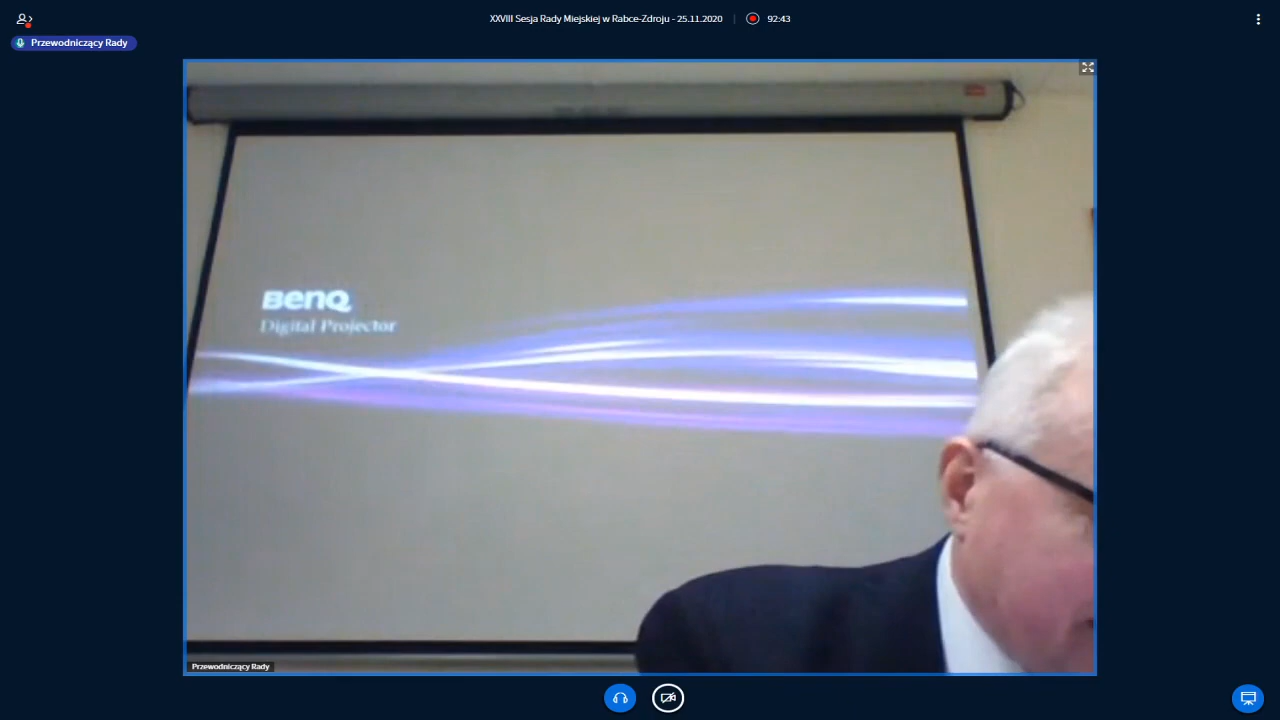 XXVIII Sesja Rady Miejskiej w Rabce-Zdroju - 25.11.2020
92:43
Przewodniczący Rady
BenQ
Digital Projector
Przewodniczący Rady